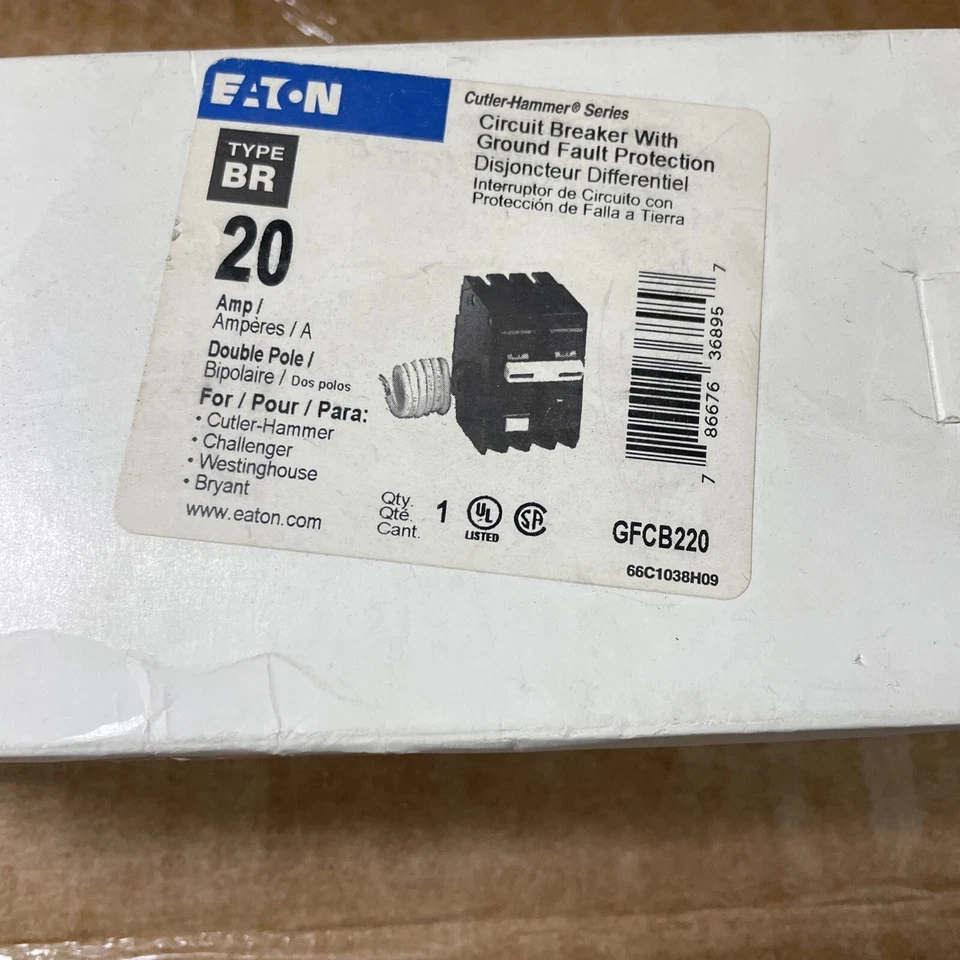 EATON
Cutler-Hammer® Series
Circuit Breaker With
Ground Fault Protection
Disjoncteur Differentiel
Interruptor de Circuito con
Protección de Falla a Tierra
TYPE
BR
20
Amp /
Ampères / A
Double Pole /
Bipolaire / Dos polos
For / Pour / Para:
• Cutler-Hammer
• Challenger
• Westinghouse
• Bryant
www.eaton.com
Qty.
Qté.
Cant.
1
UL
LISTED
SA
7 86676 36895 7
GFCB220
66C1038H09